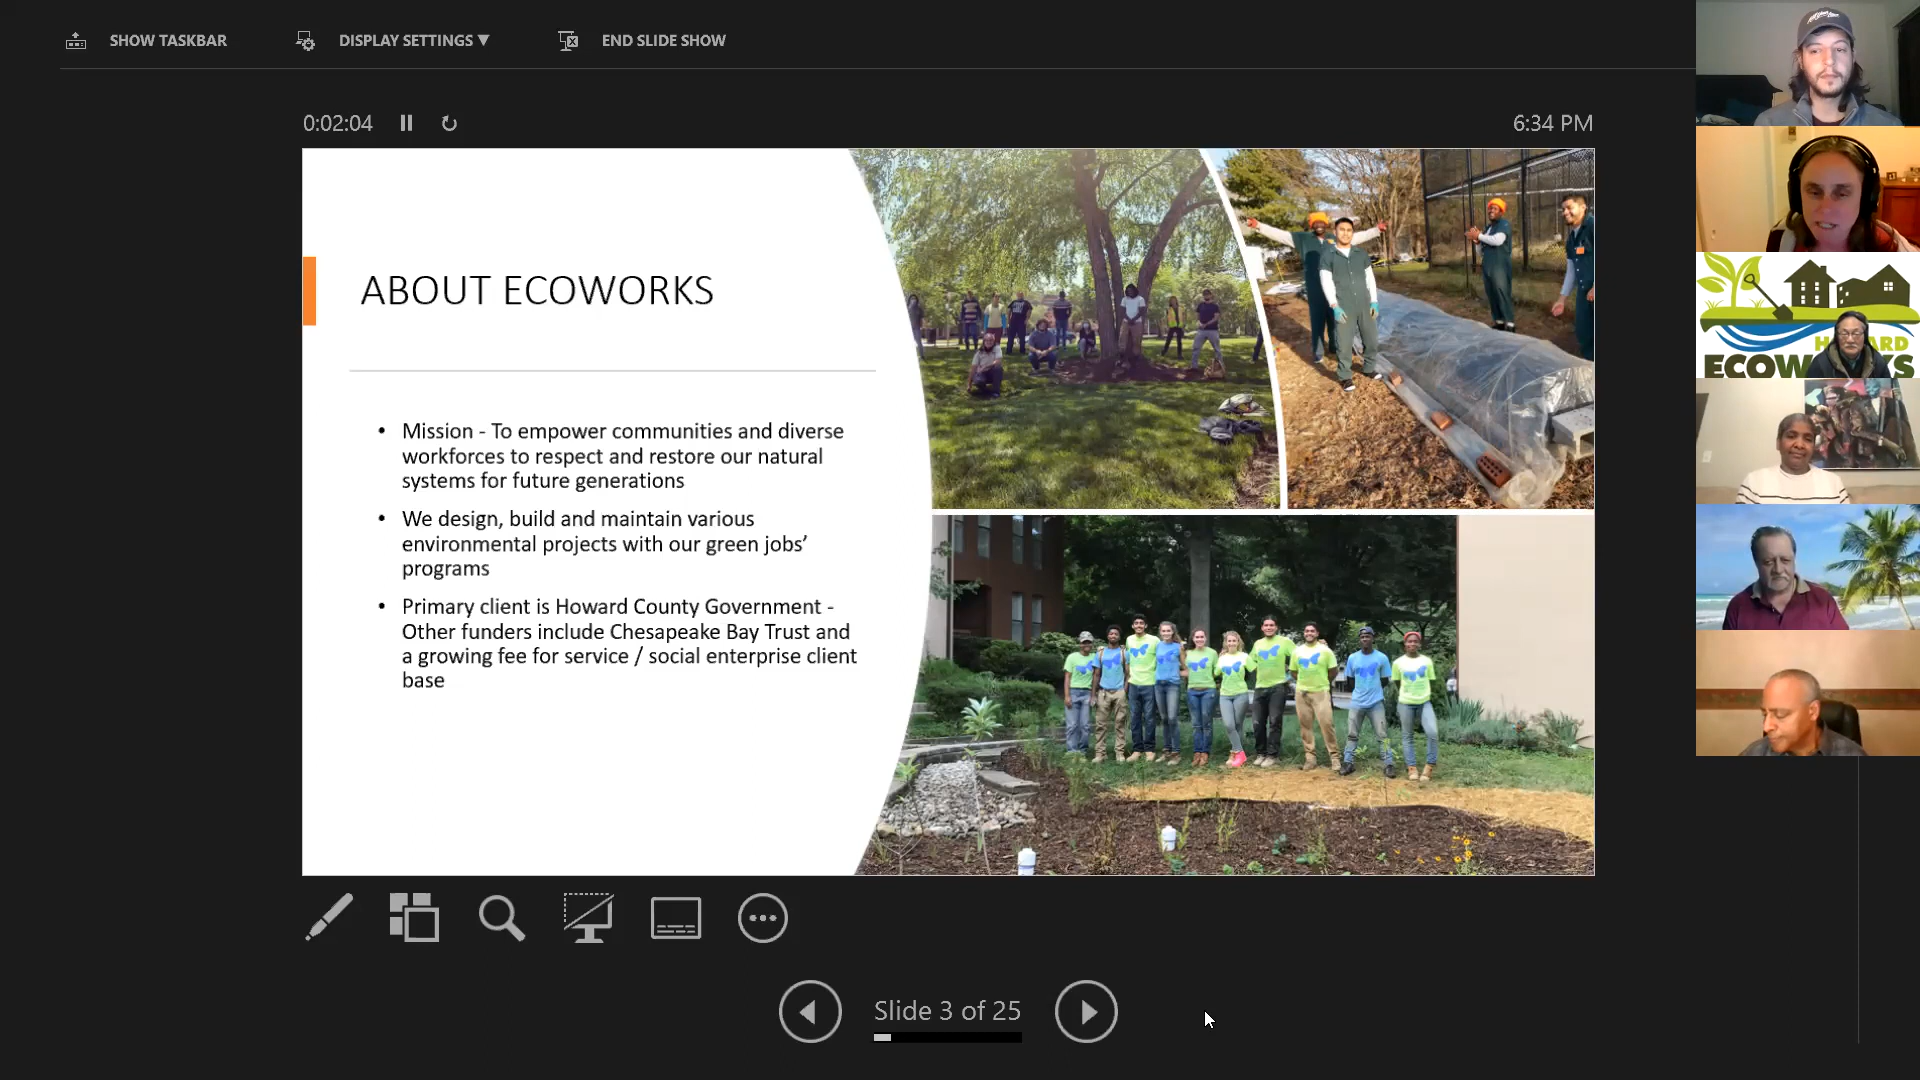 SHOW TASKBAR
DISPLAY SETTINGS ▼
END SLIDE SHOW
0:02:04
6:34 PM
ABOUT ECOWORKS
• Mission - To empower communities and diverse
workforces to respect and restore our natural
systems for future generations
• We design, build and maintain various
environmental projects with our green jobs’
programs
• Primary client is Howard County Government -
Other funders include Chesapeake Bay Trust and
a growing fee for service / social enterprise client
base
Slide 3 of 25